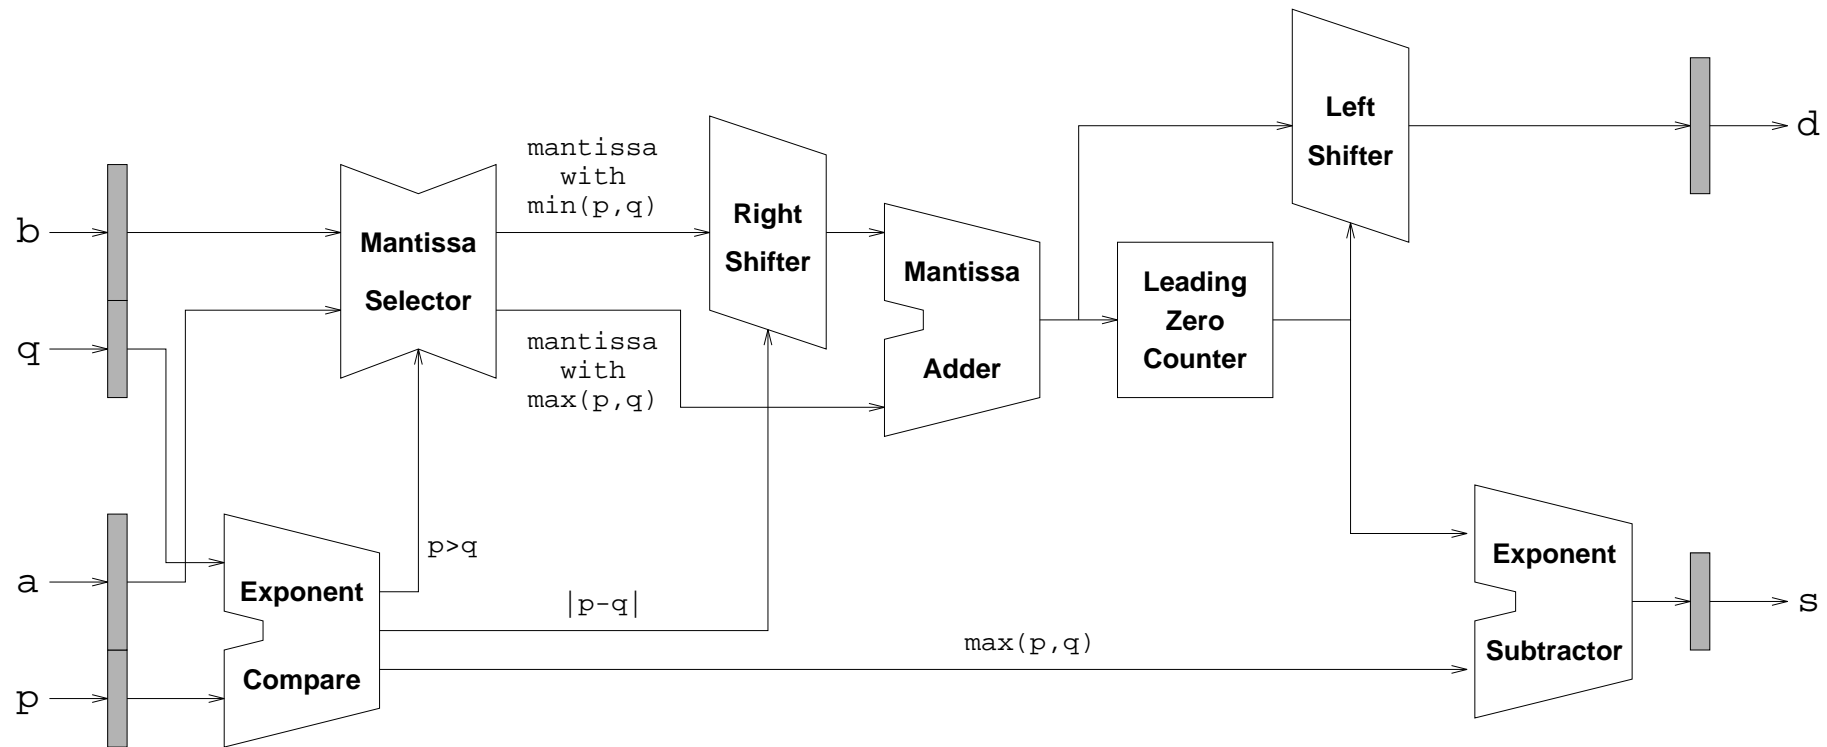 b
q
a
p
Mantissa
Selector
mantissa
with
min(p,q)
mantissa
with
max(p,q)
Exponent
Compare
p>q
|p-q|
max(p,q)
Right
Shifter
Mantissa
Adder
Leading
Zero
Counter
Left
Shifter
Exponent
Subtractor
d
s